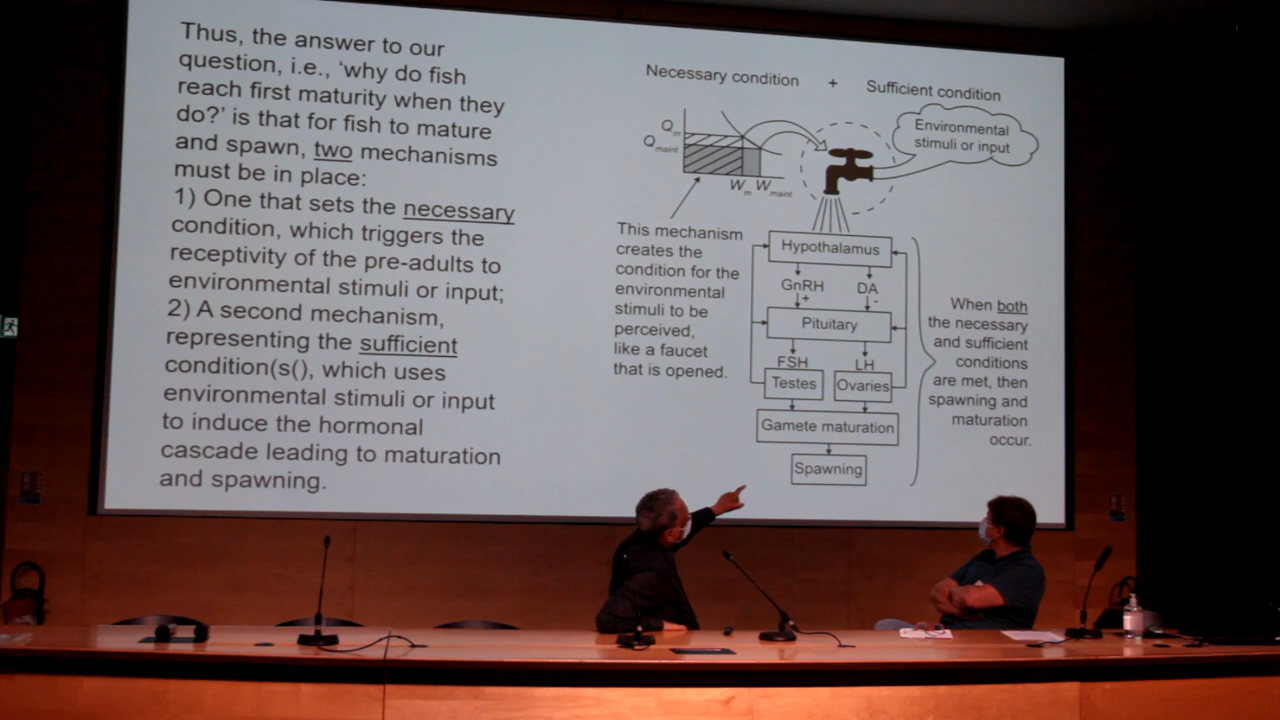 Thus, the answer to our
question, i.e., ‘why do fish
reach first maturity when they
do?’ is that for fish to mature
and spawn, two mechanisms
must be in place:
1) One that sets the necessary
condition, which triggers the
receptivity of the pre-adults to
environmental stimuli or input;
2) A second mechanism,
representing the sufficient
condition(s(), which uses
environmental stimuli or input
to induce the hormonal
cascade leading to maturation
and spawning.
Necessary condition + Sufficient condition
Environmental
stimuli or input
Qm
Qmaint
Wm Wmaint
This mechanism
creates the
condition for the
environmental
stimuli to be
perceived,
like a faucet
that is opened.
Hypothalamus
GnRH DA
+ -
Pituitary
FSH LH
Testes Ovaries
Gamete maturation
Spawning
When both
the necessary
and sufficient
conditions
are met, then
spawning and
maturation
occur.